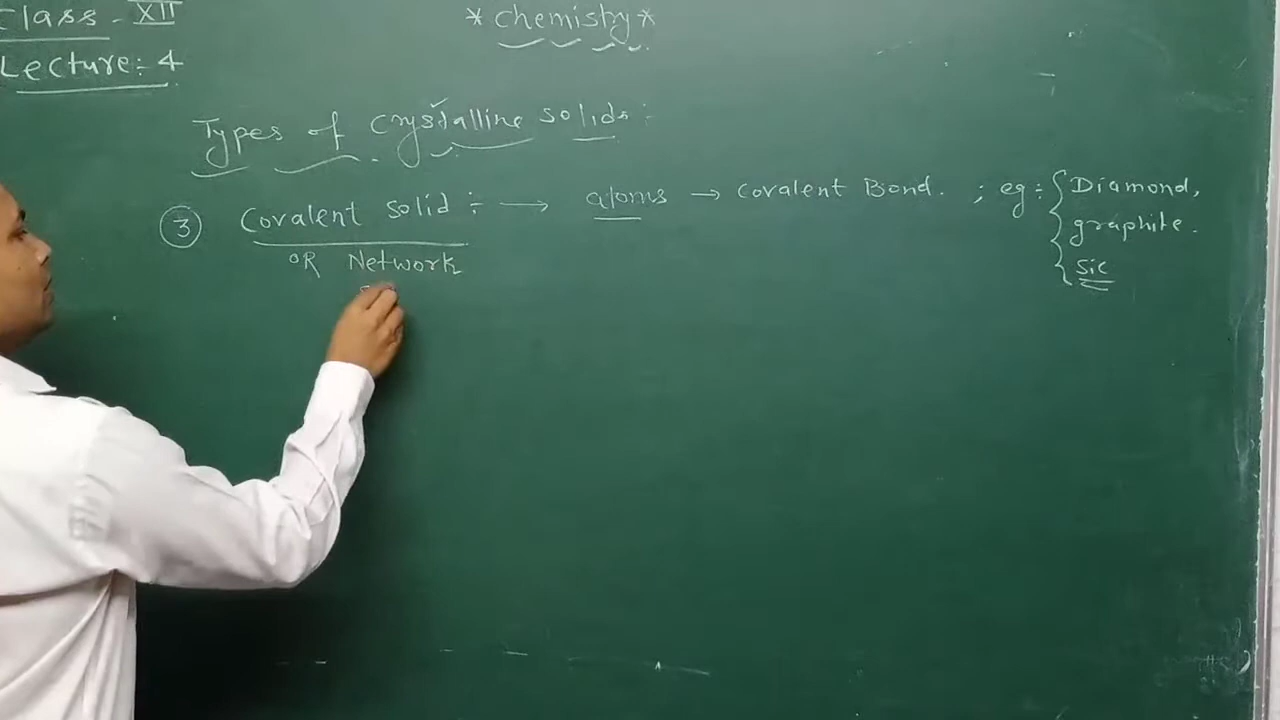 Class - XII
* Chemistry *
Lecture:- 4
Types of crystalline solids:-
③ Covalent solid :- → atoms → Covalent Bond. ; eg:- { Diamond,
graphite.
SiC
OR Network